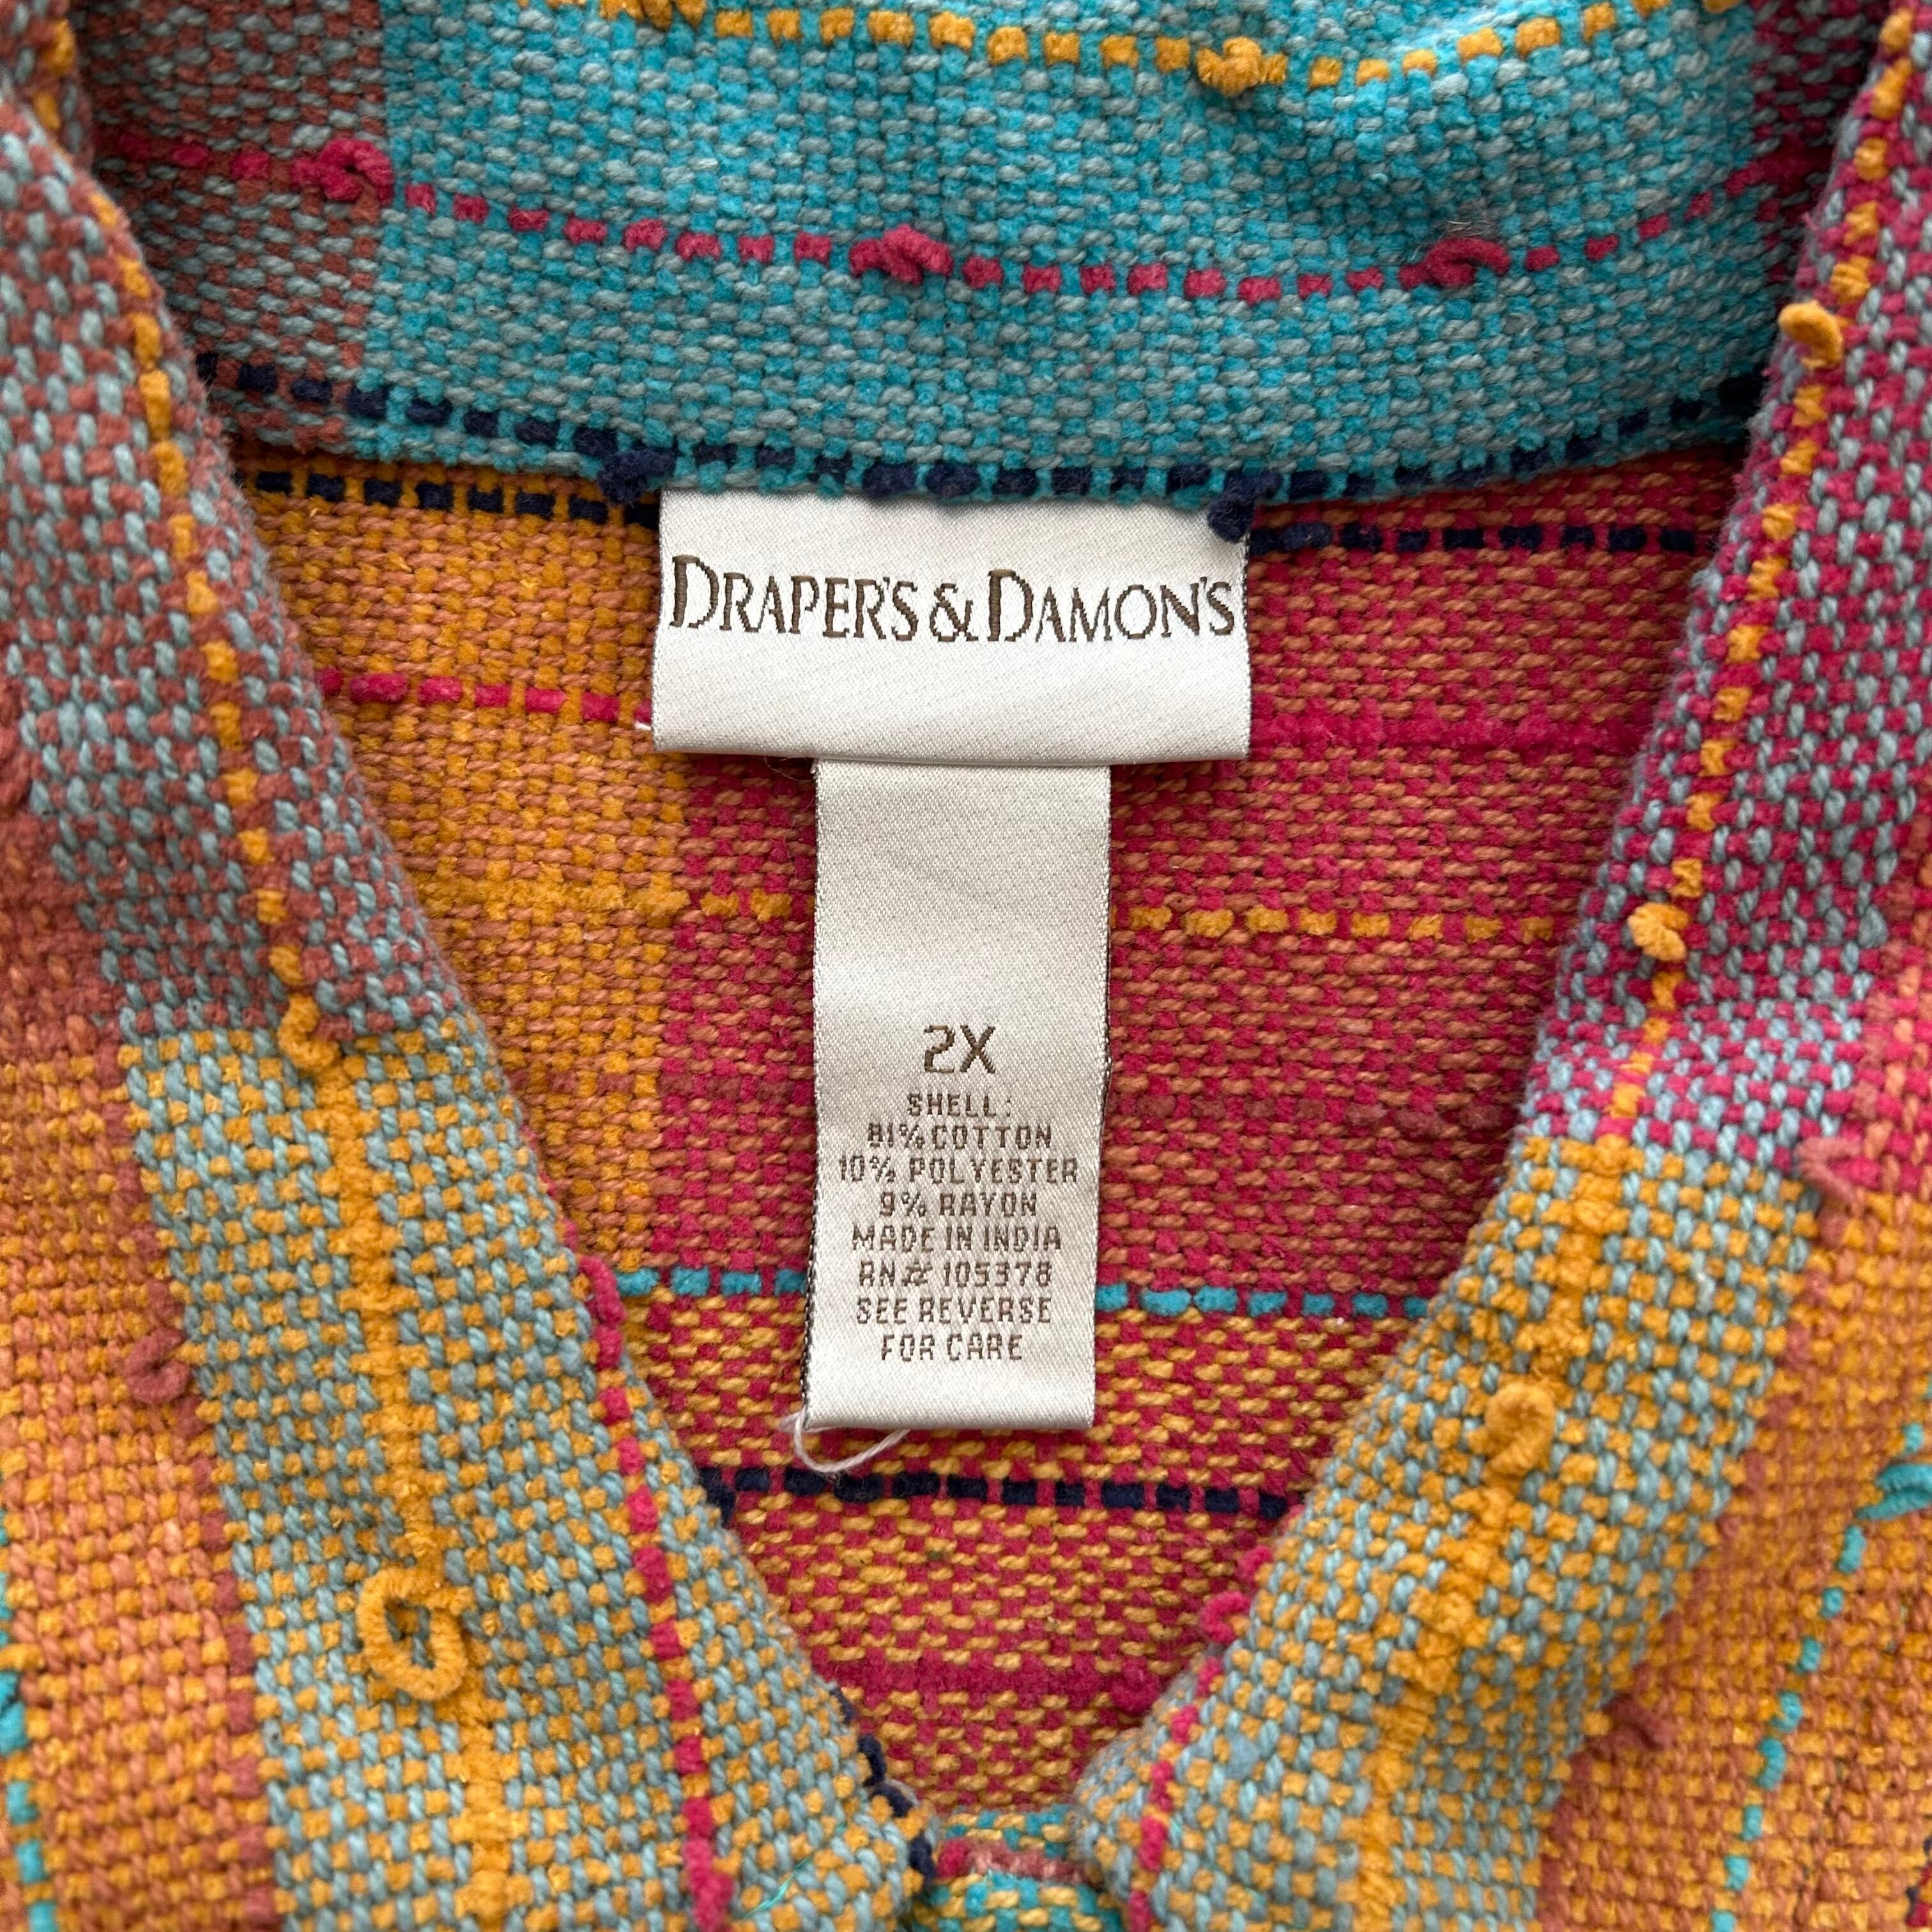 DRAPER'S & DAMON'S
2X
SHELL:
81% COTTON
10% POLYESTER
9% RAYON
MADE IN INDIA
RN# 105378
SEE REVERSE
FOR CARE